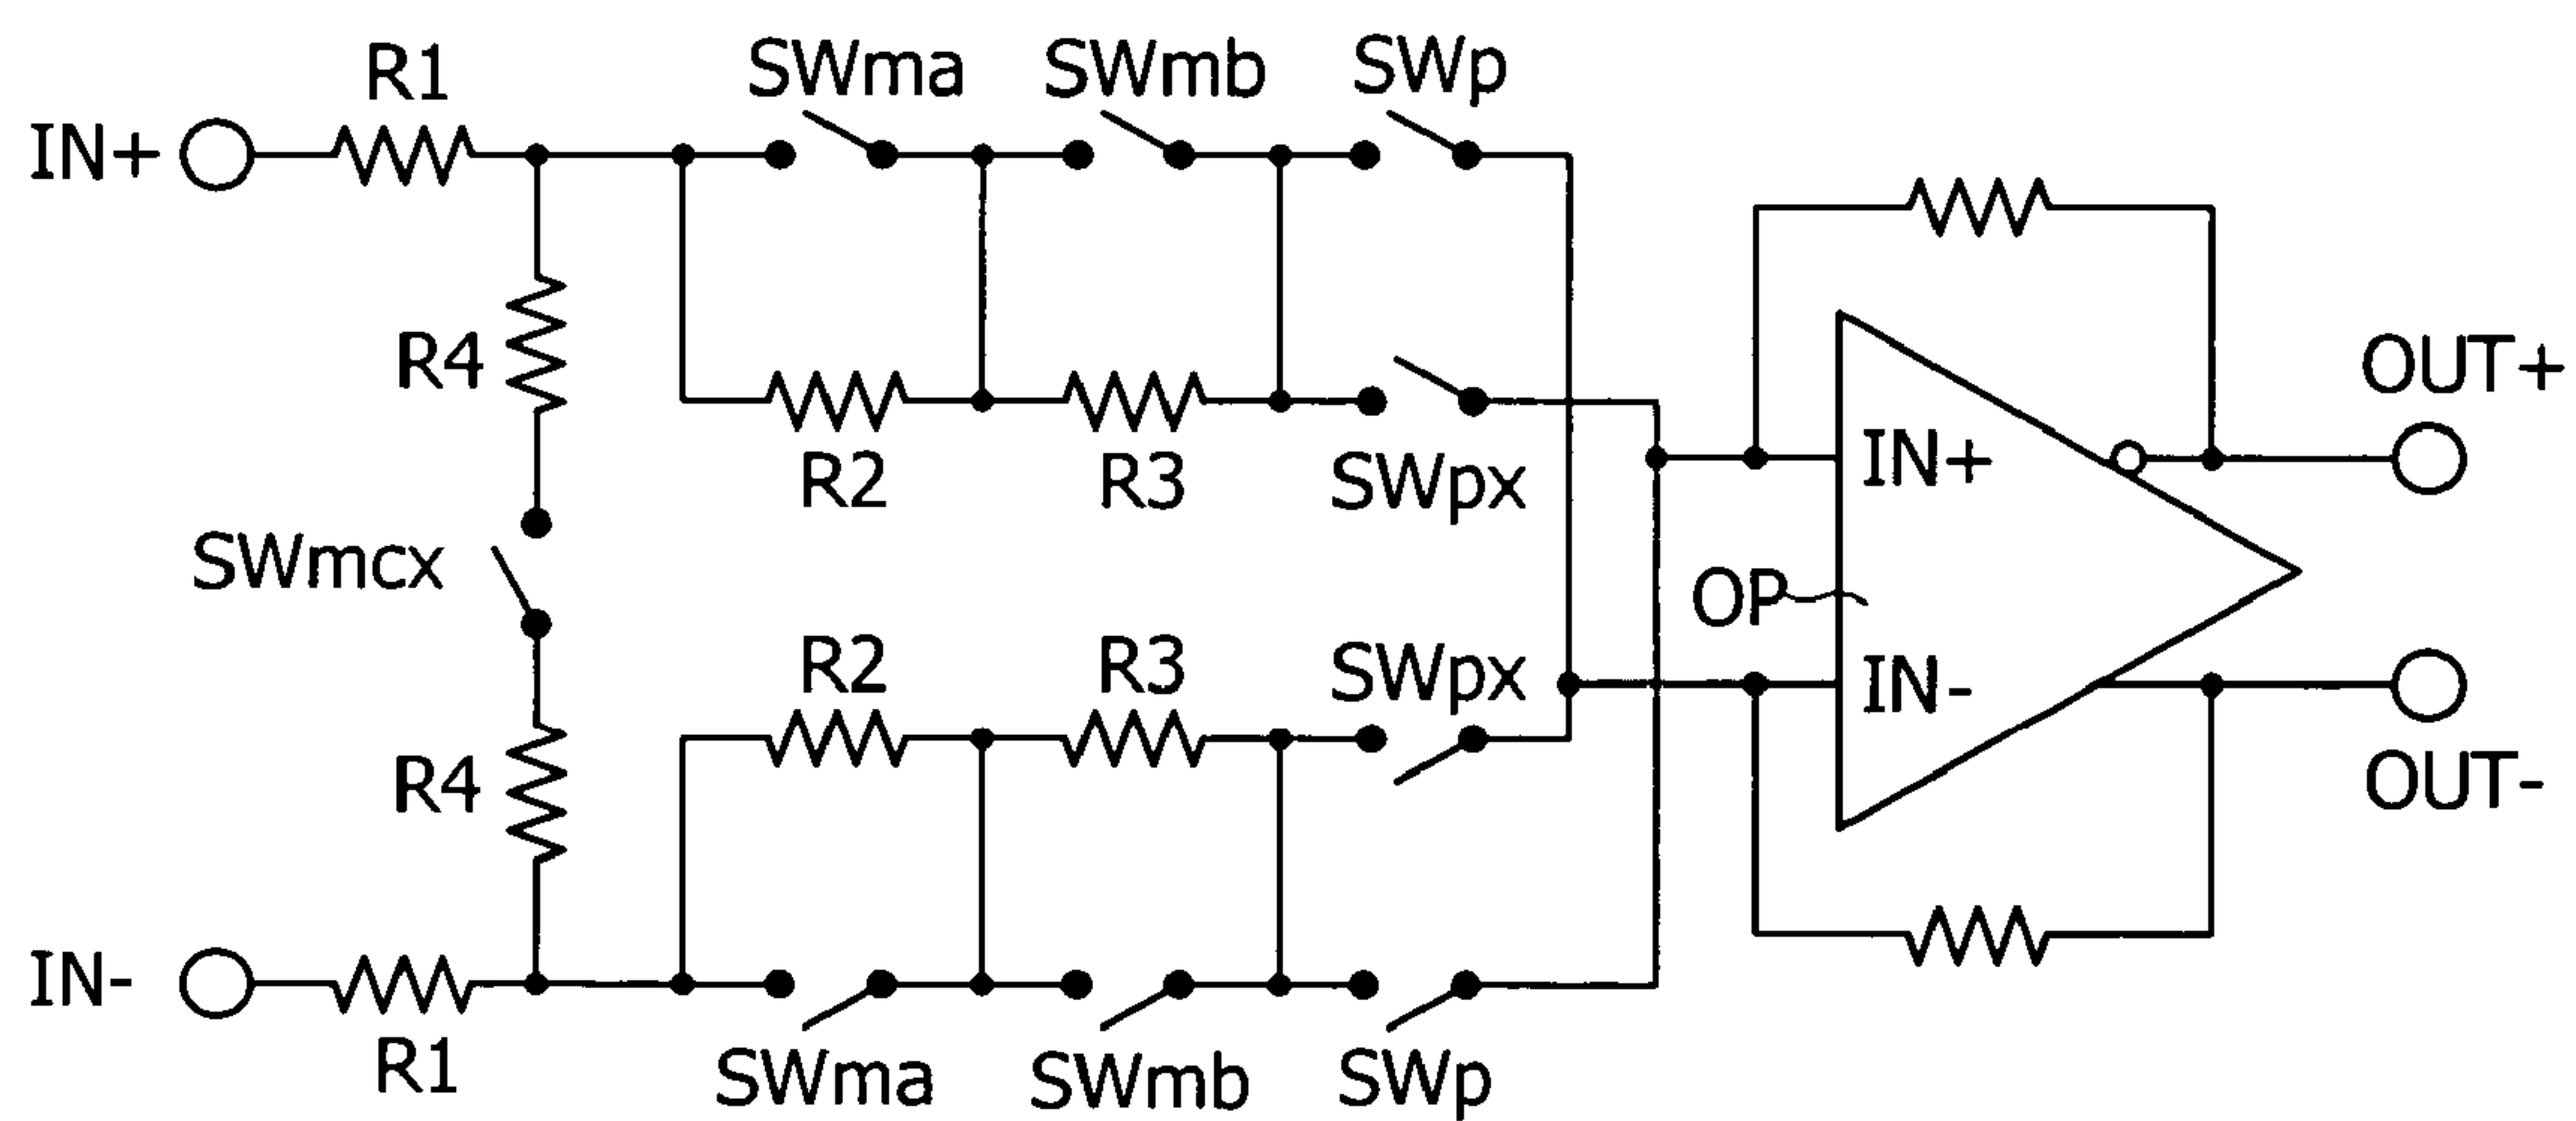 R1
SWma
SWmb
SWp
IN+
R4
R2
R3
SWpx
OUT+
IN+
SWmcx
OP
R2
R3
SWpx
IN-
R4
OUT-
IN-
R1
SWma
SWmb
SWp